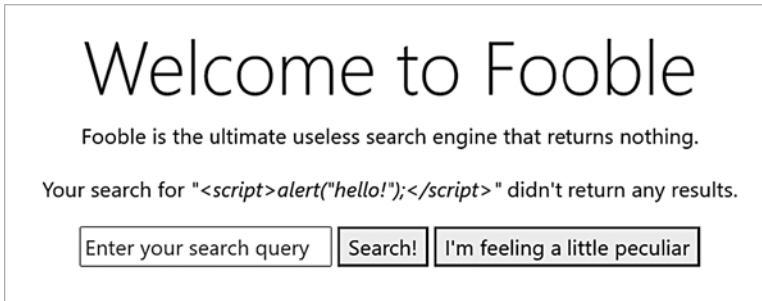 Welcome to Fooble
Fooble is the ultimate useless search engine that returns nothing.
Your search for "<script>alert("hello!");</script>" didn't return any results.
Enter your search query Search! I'm feeling a little peculiar